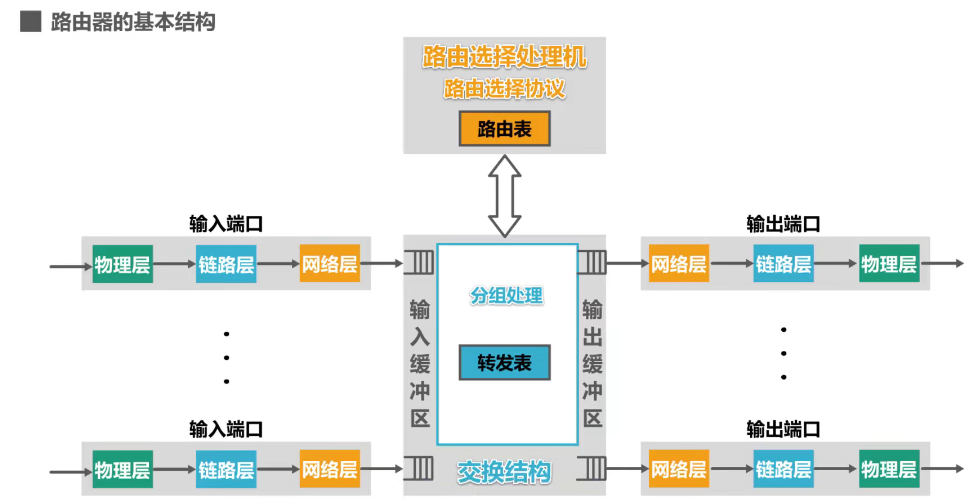 路由器的基本结构
路由选择处理机
路由选择协议
路由表
输入端口
输出端口
物理层
链路层
网络层
网络层
链路层
物理层
分组处理
输入缓冲区
输出缓冲区
转发表
输入端口
输出端口
物理层
链路层
网络层
交换结构
网络层
链路层
物理层